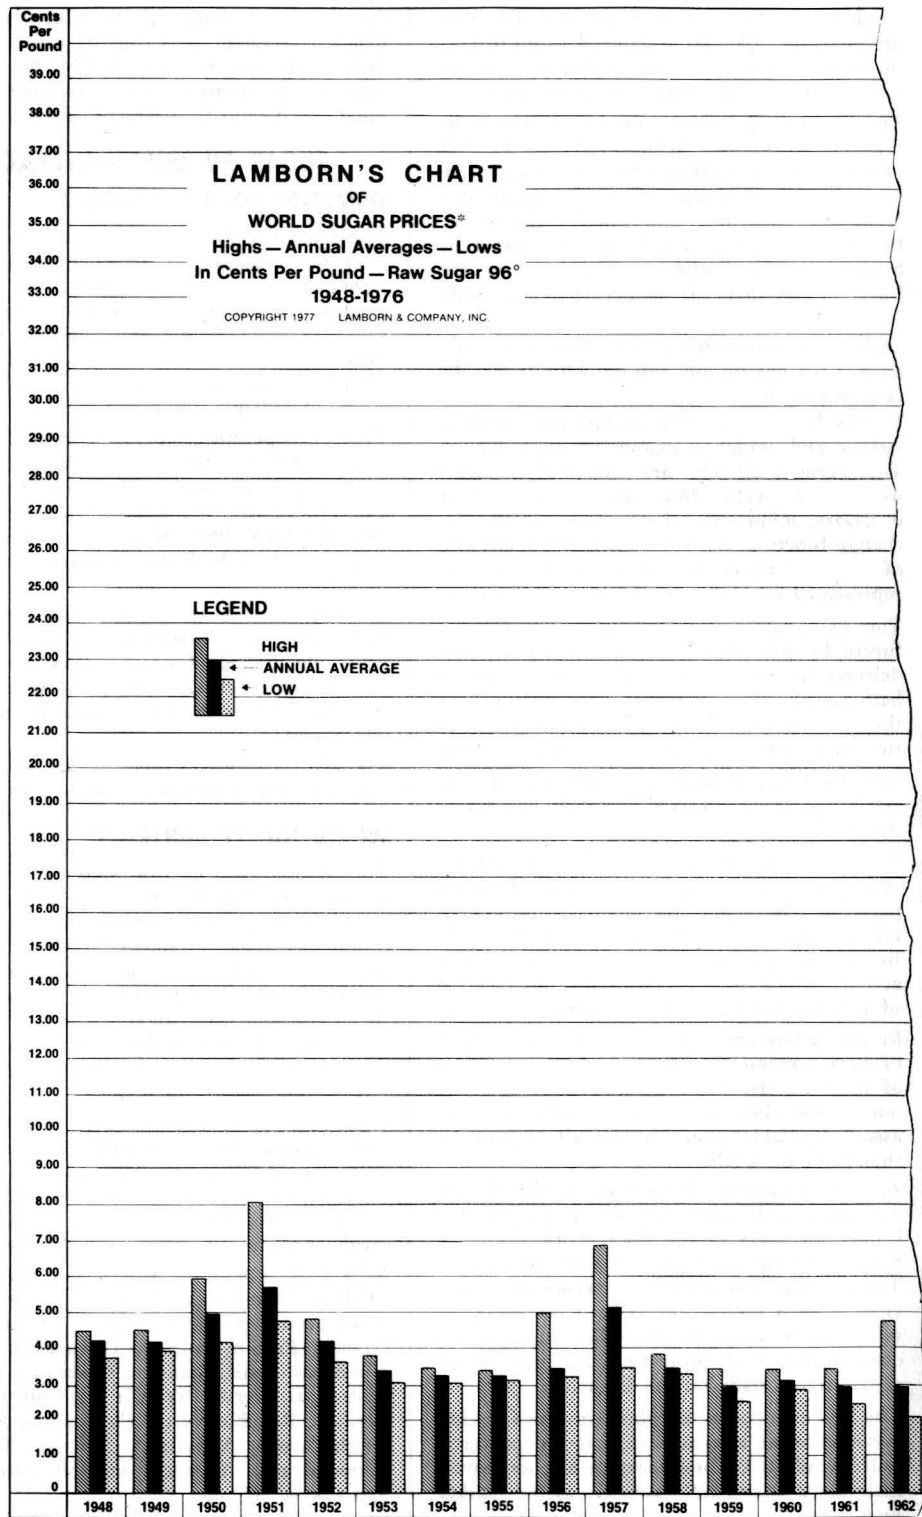 Cents
Per
Pound
39.00
38.00
37.00
36.00
35.00
34.00
33.00
32.00
31.00
30.00
29.00
28.00
27.00
26.00
25.00
24.00
23.00
22.00
21.00
20.00
19.00
18.00
17.00
16.00
15.00
14.00
13.00
12.00
11.00
10.00
9.00
8.00
7.00
6.00
5.00
4.00
3.00
2.00
1.00
0
LAMBORN'S CHART
OF
WORLD SUGAR PRICES*
Highs — Annual Averages — Lows
In Cents Per Pound — Raw Sugar 96°
1948-1976
COPYRIGHT 1977 LAMBORN & COMPANY, INC.
LEGEND
HIGH
ANNUAL AVERAGE
LOW
1948 1949 1950 1951 1952 1953 1954 1955 1956 1957 1958 1959 1960 1961 1962